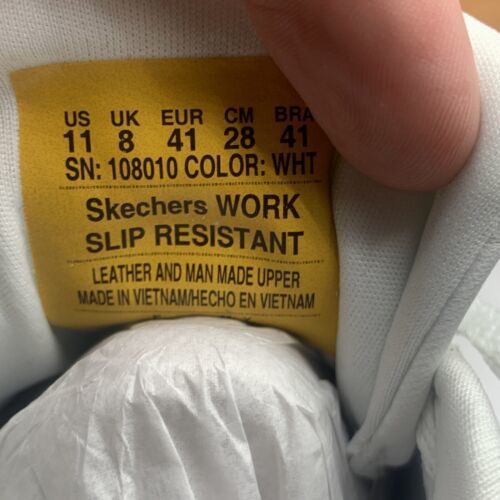 US UK EUR CM BRA
11 8 41 28 41
SN: 108010 COLOR: WHT
Skechers WORK
SLIP RESISTANT
LEATHER AND MAN MADE UPPER
MADE IN VIETNAM/HECHO EN VIETNAM